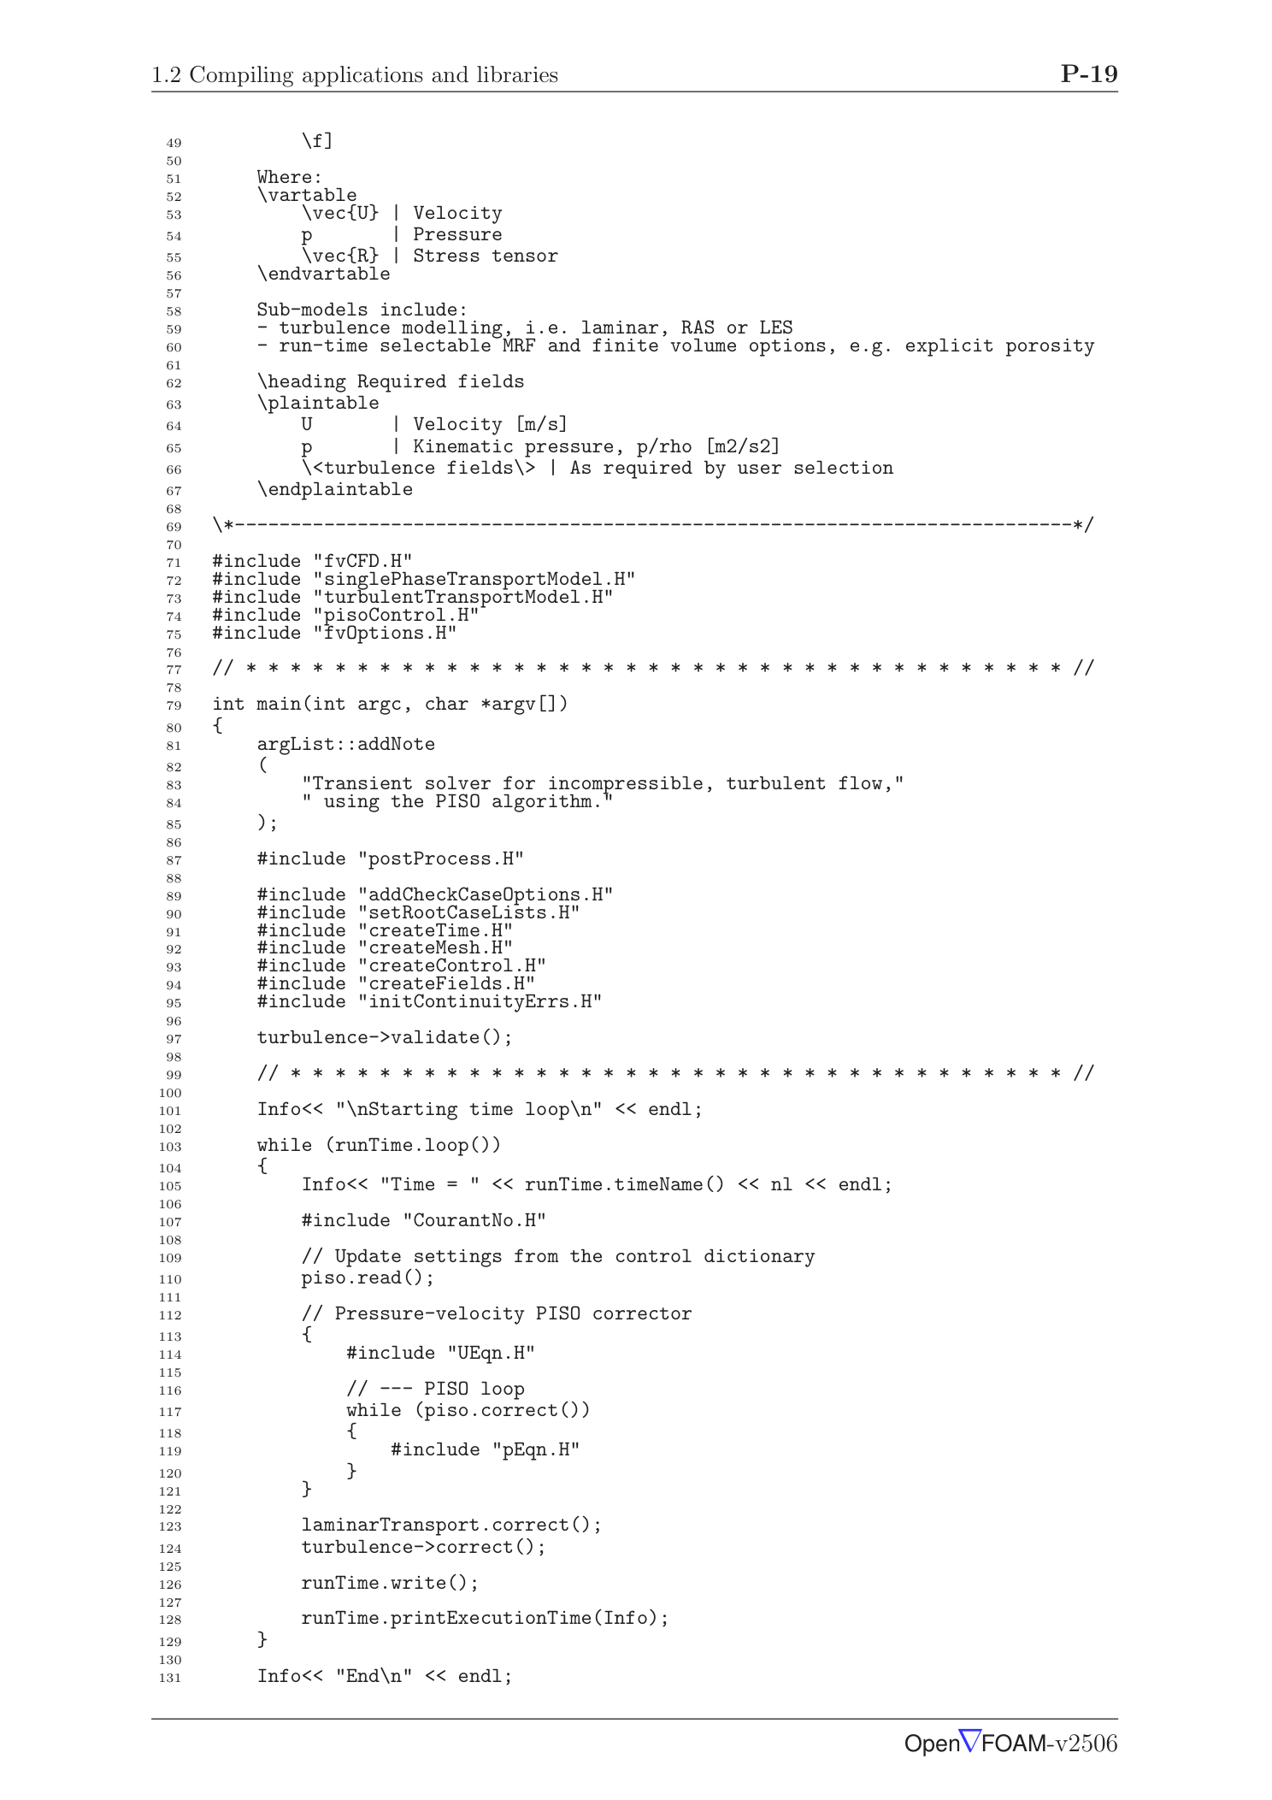 1.2 Compiling applications and libraries P-19
49 \f]
50
51 Where:
52 \vartable
53 \vec{U} | Velocity
54 p | Pressure
55 \vec{R} | Stress tensor
56 \endvartable
57
58 Sub-models include:
59 - turbulence modelling, i.e. laminar, RAS or LES
60 - run-time selectable MRF and finite volume options, e.g. explicit porosity
61
62 \heading Required fields
63 \plaintable
64 U | Velocity [m/s]
65 p | Kinematic pressure, p/rho [m2/s2]
66 \<turbulence fields\> | As required by user selection
67 \endplaintable
68
69 \*---------------------------------------------------------------------------*/
70
71 #include "fvCFD.H"
72 #include "singlePhaseTransportModel.H"
73 #include "turbulentTransportModel.H"
74 #include "pisoControl.H"
75 #include "fvOptions.H"
76
77 // * * * * * * * * * * * * * * * * * * * * * * * * * * * * * * * * * * * * * //
78
79 int main(int argc, char *argv[])
80 {
81 argList::addNote
82 (
83 "Transient solver for incompressible, turbulent flow,"
84 " using the PISO algorithm."
85 );
86
87 #include "postProcess.H"
88
89 #include "addCheckCaseOptions.H"
90 #include "setRootCaseLists.H"
91 #include "createTime.H"
92 #include "createMesh.H"
93 #include "createControl.H"
94 #include "createFields.H"
95 #include "initContinuityErrs.H"
96
97 turbulence->validate();
98
99 // * * * * * * * * * * * * * * * * * * * * * * * * * * * * * * * * * * * //
100
101 Info<< "\nStarting time loop\n" << endl;
102
103 while (runTime.loop())
104 {
105 Info<< "Time = " << runTime.timeName() << nl << endl;
106
107 #include "CourantNo.H"
108
109 // Update settings from the control dictionary
110 piso.read();
111
112 // Pressure-velocity PISO corrector
113 {
114 #include "UEqn.H"
115
116 // --- PISO loop
117 while (piso.correct())
118 {
119 #include "pEqn.H"
120 }
121 }
122
123 laminarTransport.correct();
124 turbulence->correct();
125
126 runTime.write();
127
128 runTime.printExecutionTime(Info);
129 }
130
131 Info<< "End\n" << endl;
Open∇FOAM-v2506